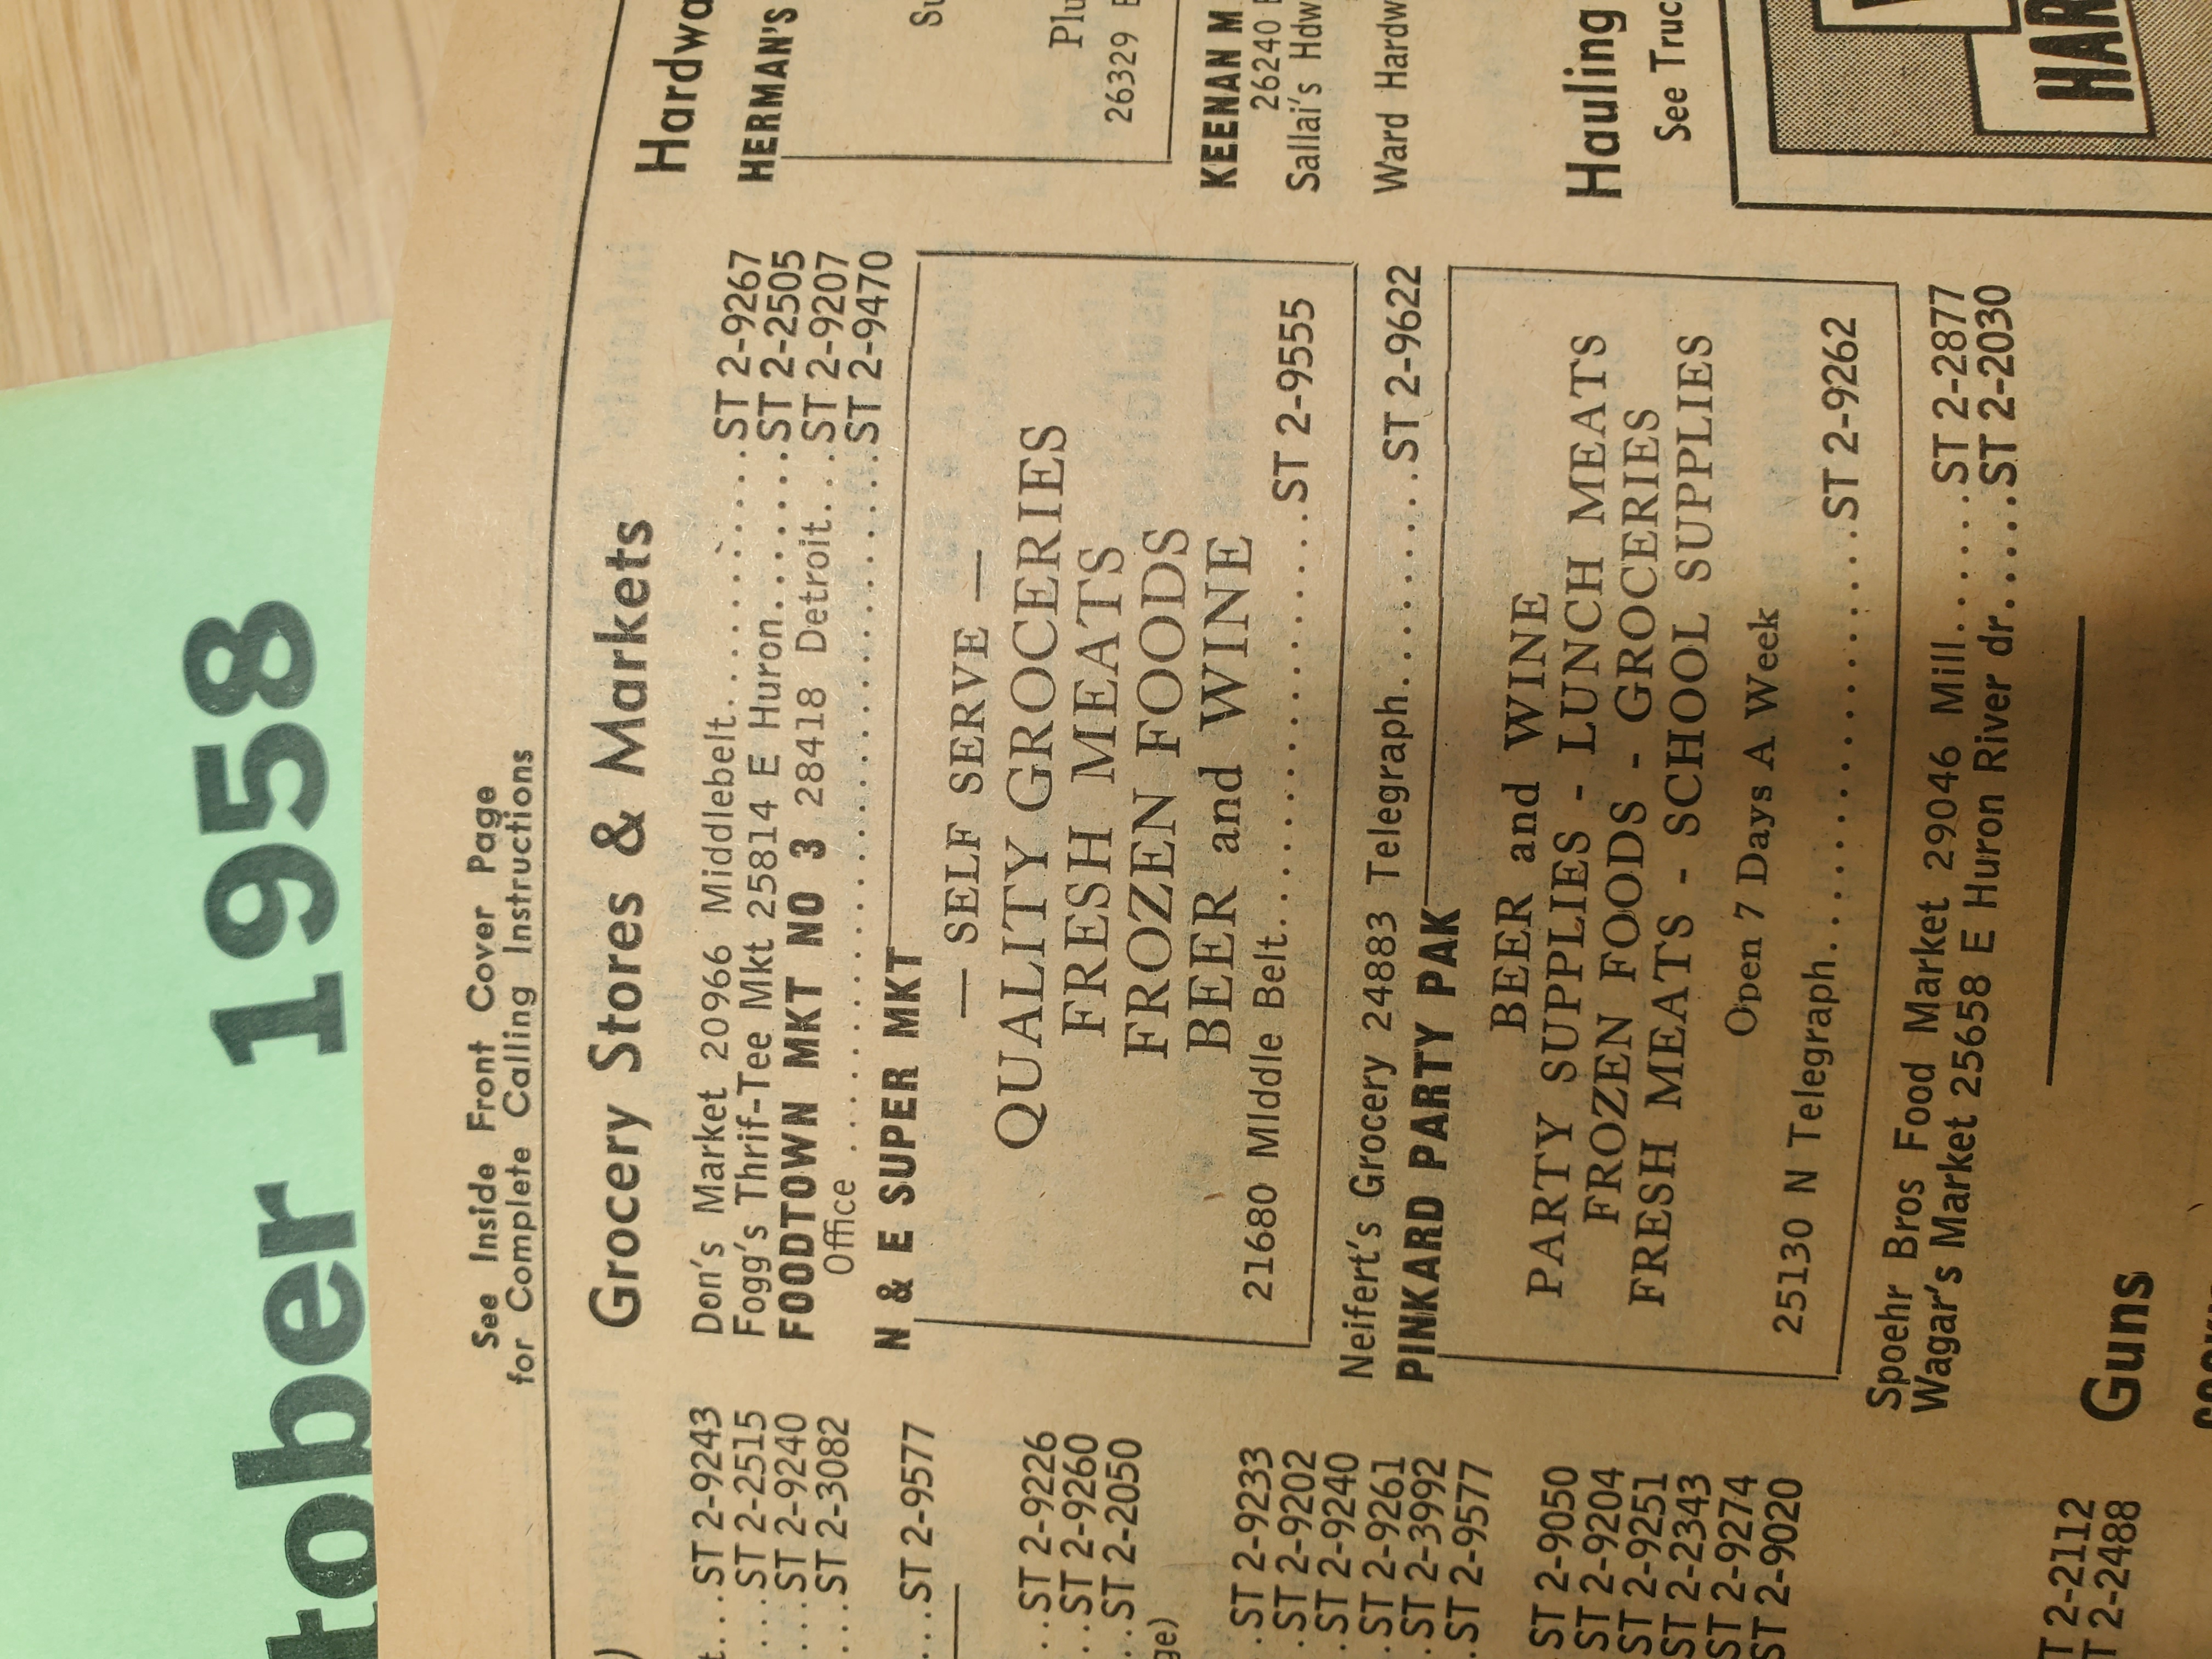 tober 1958
See Inside Front Cover Page
for Complete Calling Instructions
ST 2-9243
ST 2-2515
ST 2-9240
ST 2-3082
ST 2-9577
ST 2-9226
ST 2-9260
ST 2-2050
ge)
ST 2-9233
ST 2-9202
ST 2-9240
ST 2-9261
ST 2-3992
ST 2-9577
ST 2-9050
ST 2-9204
ST 2-9251
ST 2-2343
ST 2-9274
ST 2-9020
T 2-2112
T 2-2488
Grocery Stores & Markets
Don's Market 20966 Middlebelt........ST 2-9267
Fogg's Thrif-Tee Mkt 25814 E Huron........ST 2-2505
FOODTOWN MKT NO 3 28418 Detroit....ST 2-9207
Office ........................ST 2-9470
N & E SUPER MKT
— SELF SERVE —
QUALITY GROCERIES
FRESH MEATS
FROZEN FOODS
BEER and WINE
21680 MIddle Belt....................ST 2-9555
Neifert's Grocery 24883 Telegraph..........ST 2-9622
PINKARD PARTY PAK
BEER and WINE
PARTY SUPPLIES - LUNCH MEATS
FROZEN FOODS - GROCERIES
FRESH MEATS - SCHOOL SUPPLIES
Open 7 Days A Week
25130 N Telegraph....................ST 2-9262
Spoehr Bros Food Market 29046 Mill......ST 2-2877
Wagar's Market 25658 E Huron River dr.....ST 2-2030
Guns
Hardwa
HERMAN'S
Su
Plu
26329 E
KEENAN M
26240 E
Sallai's Hdw
Ward Hardw
Hauling
See Truc
HAR